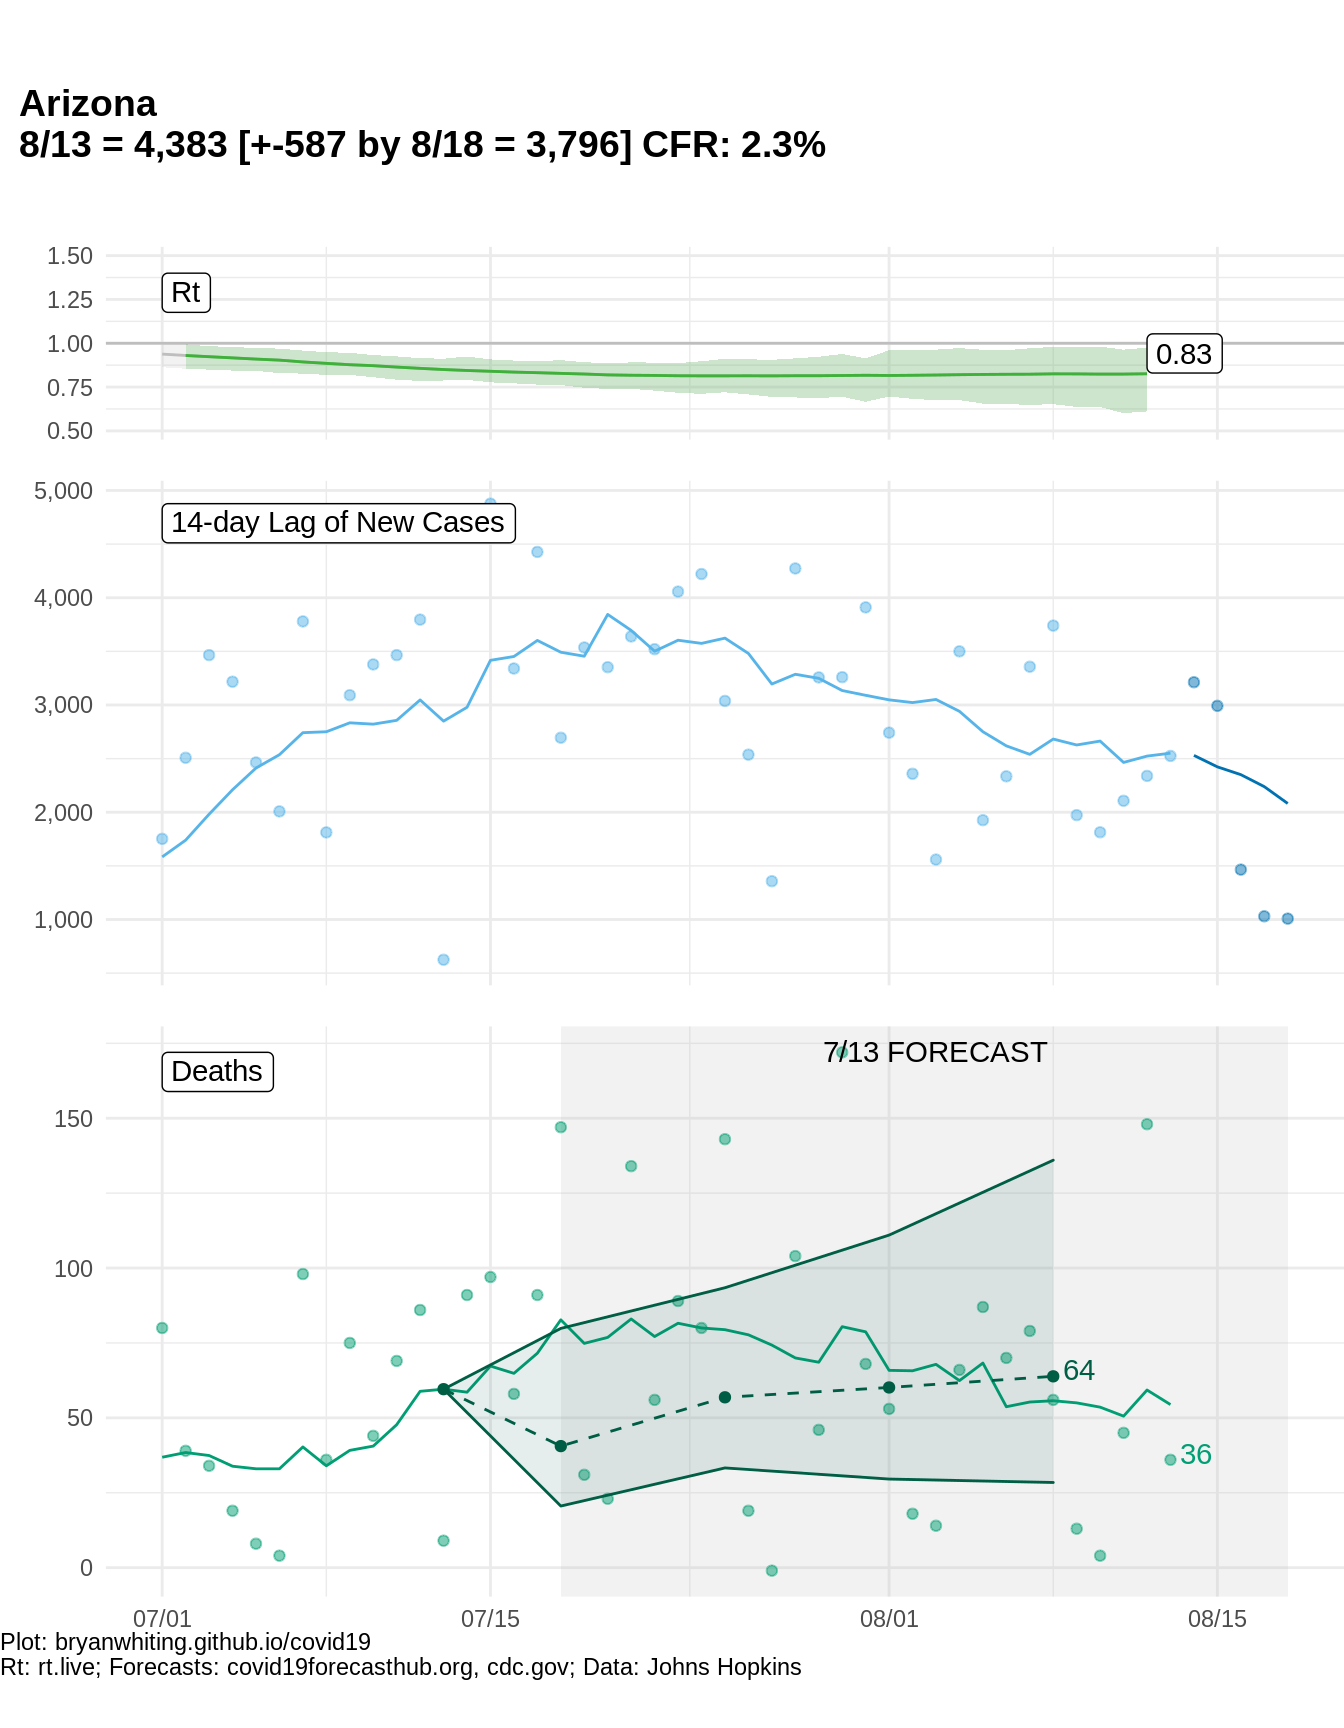 Arizona
8/13 = 4,383 [+-587 by 8/18 = 3,796] CFR: 2.3%
1.50
Rt
1.25
1.00
0.83
0.75
0.50
5,000
14-day Lag of New Cases
4,000
3,000
2,000
1,000
7/13 FORECAST
Deaths
150
100
64
50
36
0
07/01 07/15 08/01 08/15
Plot: bryanwhiting.github.io/covid19
Rt: rt.live; Forecasts: covid19forecasthub.org, cdc.gov; Data: Johns Hopkins